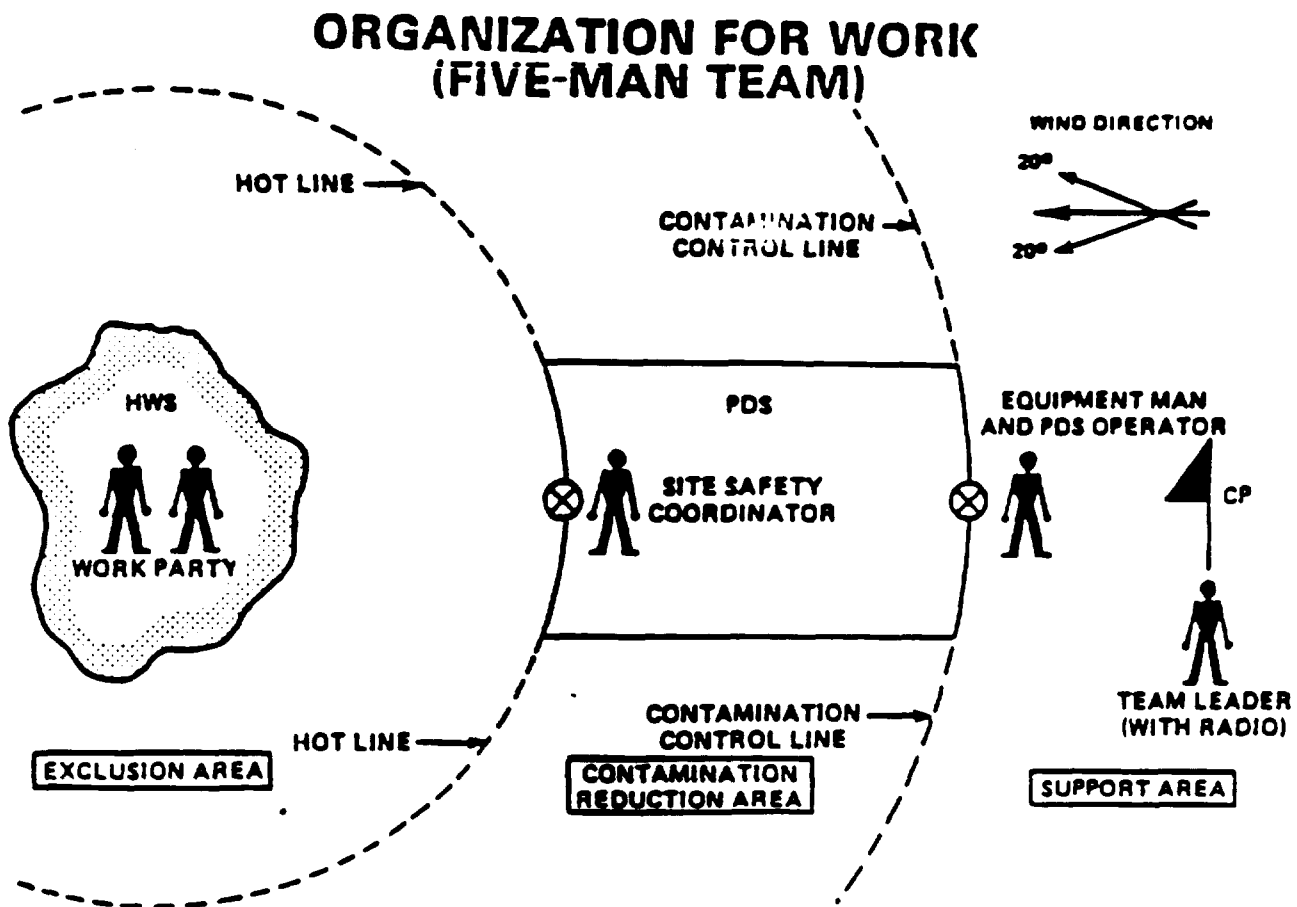 ORGANIZATION FOR WORK
(FIVE-MAN TEAM)
WIND DIRECTION
20°
20°
HOT LINE
CONTAMINATION
CONTROL LINE
HWS
WORK PARTY
PDS
SITE SAFETY
COORDINATOR
EQUIPMENT MAN
AND PDS OPERATOR
CP
TEAM LEADER
(WITH RADIO)
HOT LINE
CONTAMINATION
CONTROL LINE
EXCLUSION AREA
CONTAMINATION
REDUCTION AREA
SUPPORT AREA